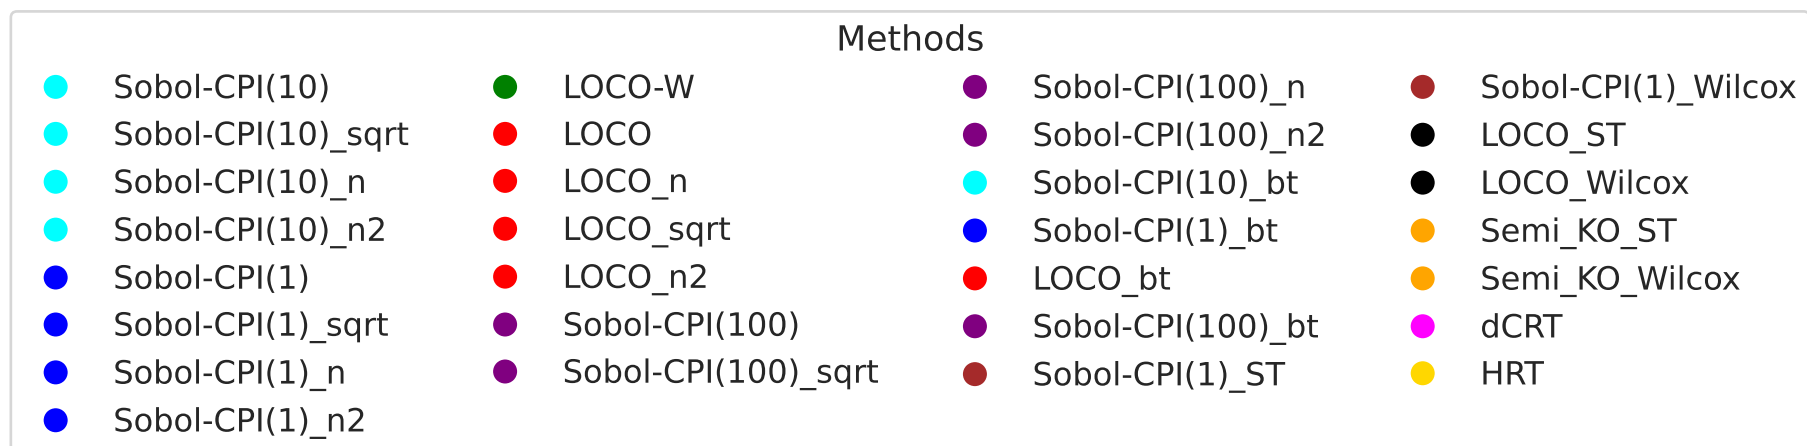 Methods
Sobol-CPI(10)
Sobol-CPI(10)_sqrt
Sobol-CPI(10)_n
Sobol-CPI(10)_n2
Sobol-CPI(1)
Sobol-CPI(1)_sqrt
Sobol-CPI(1)_n
Sobol-CPI(1)_n2
LOCO-W
LOCO
LOCO_n
LOCO_sqrt
LOCO_n2
Sobol-CPI(100)
Sobol-CPI(100)_sqrt
Sobol-CPI(100)_n
Sobol-CPI(100)_n2
Sobol-CPI(10)_bt
Sobol-CPI(1)_bt
LOCO_bt
Sobol-CPI(100)_bt
Sobol-CPI(1)_ST
Sobol-CPI(1)_Wilcox
LOCO_ST
LOCO_Wilcox
Semi_KO_ST
Semi_KO_Wilcox
dCRT
HRT